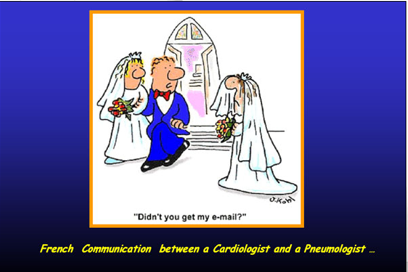 "Didn't you get my e-mail?"
French Communication between a Cardiologist and a Pneumologist ...